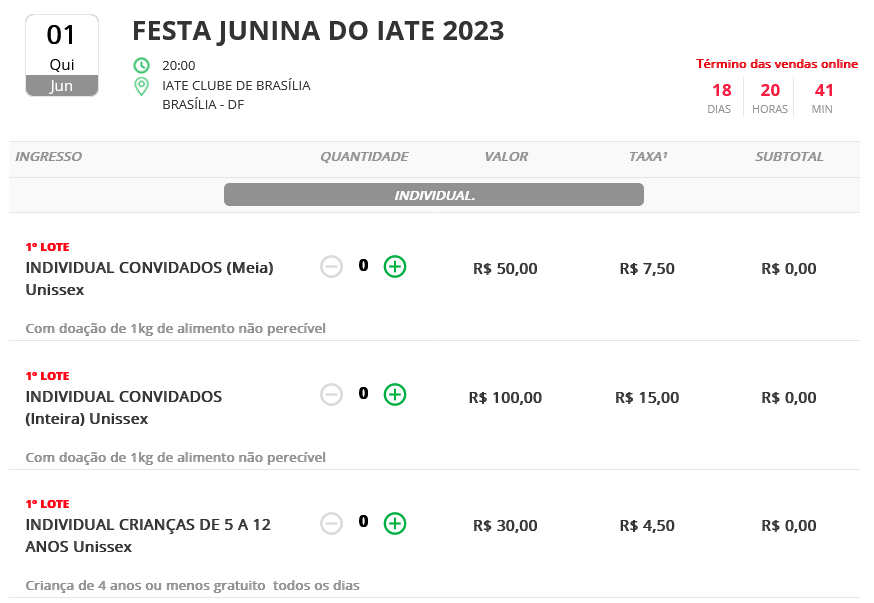 01
Qui
Jun
FESTA JUNINA DO IATE 2023
20:00
IATE CLUBE DE BRASÍLIA
BRASÍLIA - DF
Término das vendas online
18 20 41
DIAS HORAS MIN
INGRESSO QUANTIDADE VALOR TAXA¹ SUBTOTAL
INDIVIDUAL.
1º LOTE
INDIVIDUAL CONVIDADOS (Meia)
Unissex
0 R$ 50,00 R$ 7,50 R$ 0,00
Com doação de 1kg de alimento não perecível
1º LOTE
INDIVIDUAL CONVIDADOS
(Inteira) Unissex
0 R$ 100,00 R$ 15,00 R$ 0,00
Com doação de 1kg de alimento não perecível
1º LOTE
INDIVIDUAL CRIANÇAS DE 5 A 12
ANOS Unissex
0 R$ 30,00 R$ 4,50 R$ 0,00
Criança de 4 anos ou menos gratuito  todos os dias